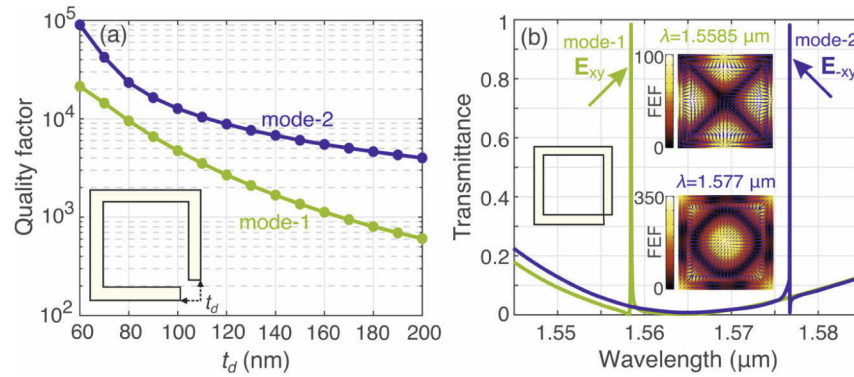 (a)
Quality factor
10^5
10^4
10^3
10^2
mode-2
mode-1
t_d
60 80 100 120 140 160 180 200
t_d (nm)
(b)
Transmittance
1
0.8
0.6
0.4
0.2
0
mode-1
E_xy
λ=1.5585 μm
100
FEF
0
mode-2
E_-xy
λ=1.577 μm
350
FEF
0
1.55 1.56 1.57 1.58
Wavelength (μm)